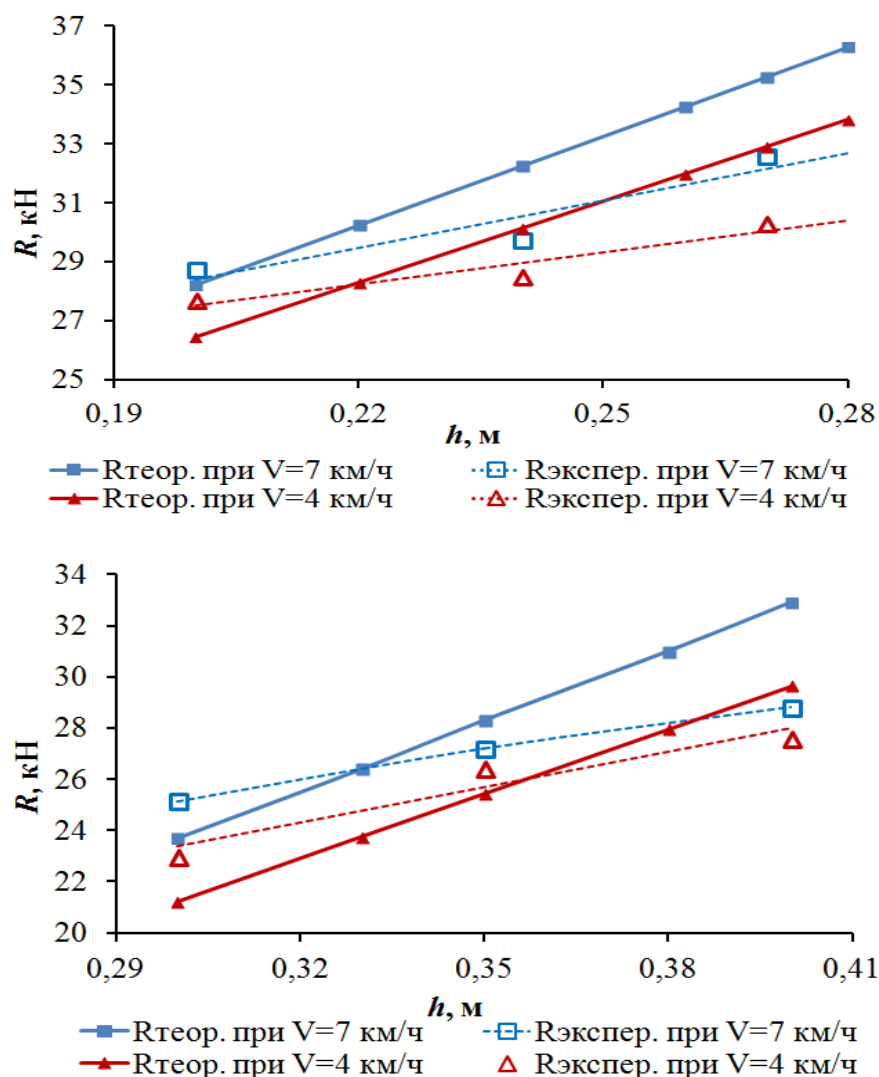 37
35
33
31
29
27
25
R, кН
0,19 0,22 0,25 0,28
h, м
Rтеор. при V=7 км/ч Rэкспер. при V=7 км/ч
Rтеор. при V=4 км/ч Rэкспер. при V=4 км/ч
34
32
30
28
26
24
22
20
R, кН
0,29 0,32 0,35 0,38 0,41
h, м
Rтеор. при V=7 км/ч Rэкспер. при V=7 км/ч
Rтеор. при V=4 км/ч Rэкспер. при V=4 км/ч